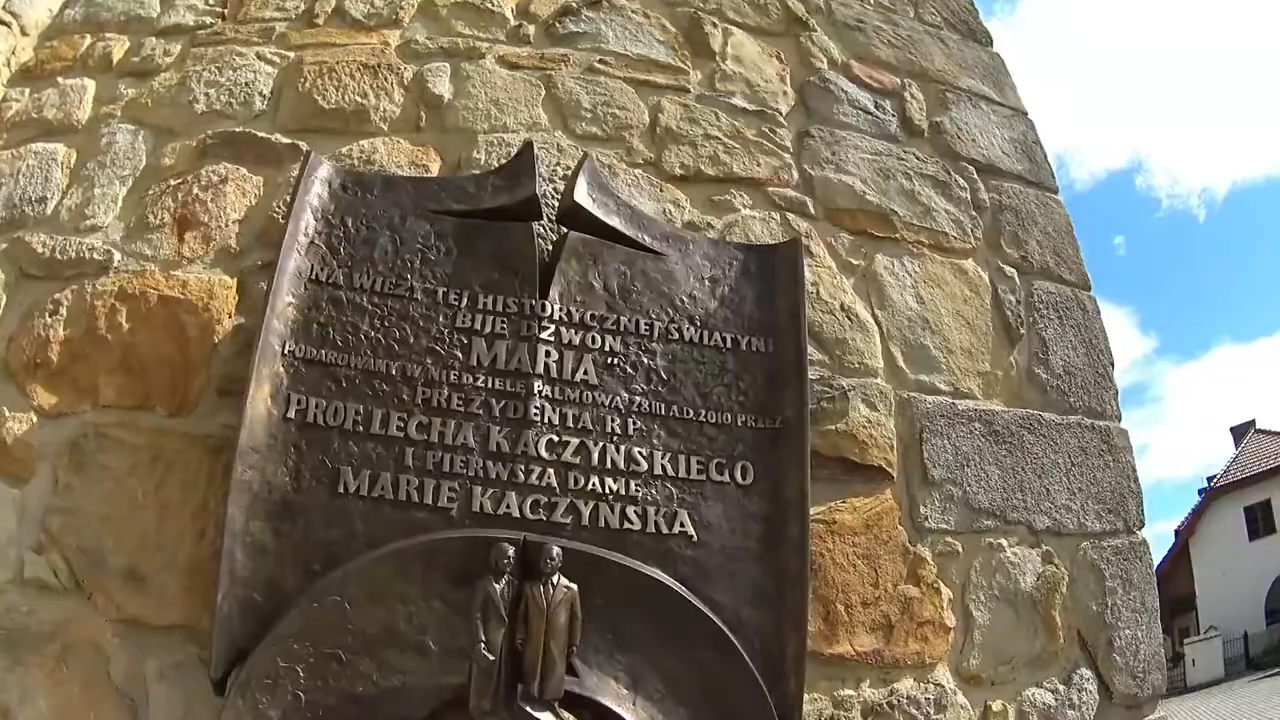 NA WIEŻY TEJ HISTORYCZNEJ ŚWIĄTYNI
BIJE DZWON
"MARIA"
PODAROWANY W NIEDZIELĘ PALMOWĄ 28 III A.D. 2010 PRZEZ
PREZYDENTA RP.
PROF. LECHA KACZYŃSKIEGO
I PIERWSZĄ DAMĘ
MARIĘ KACZYŃSKĄ